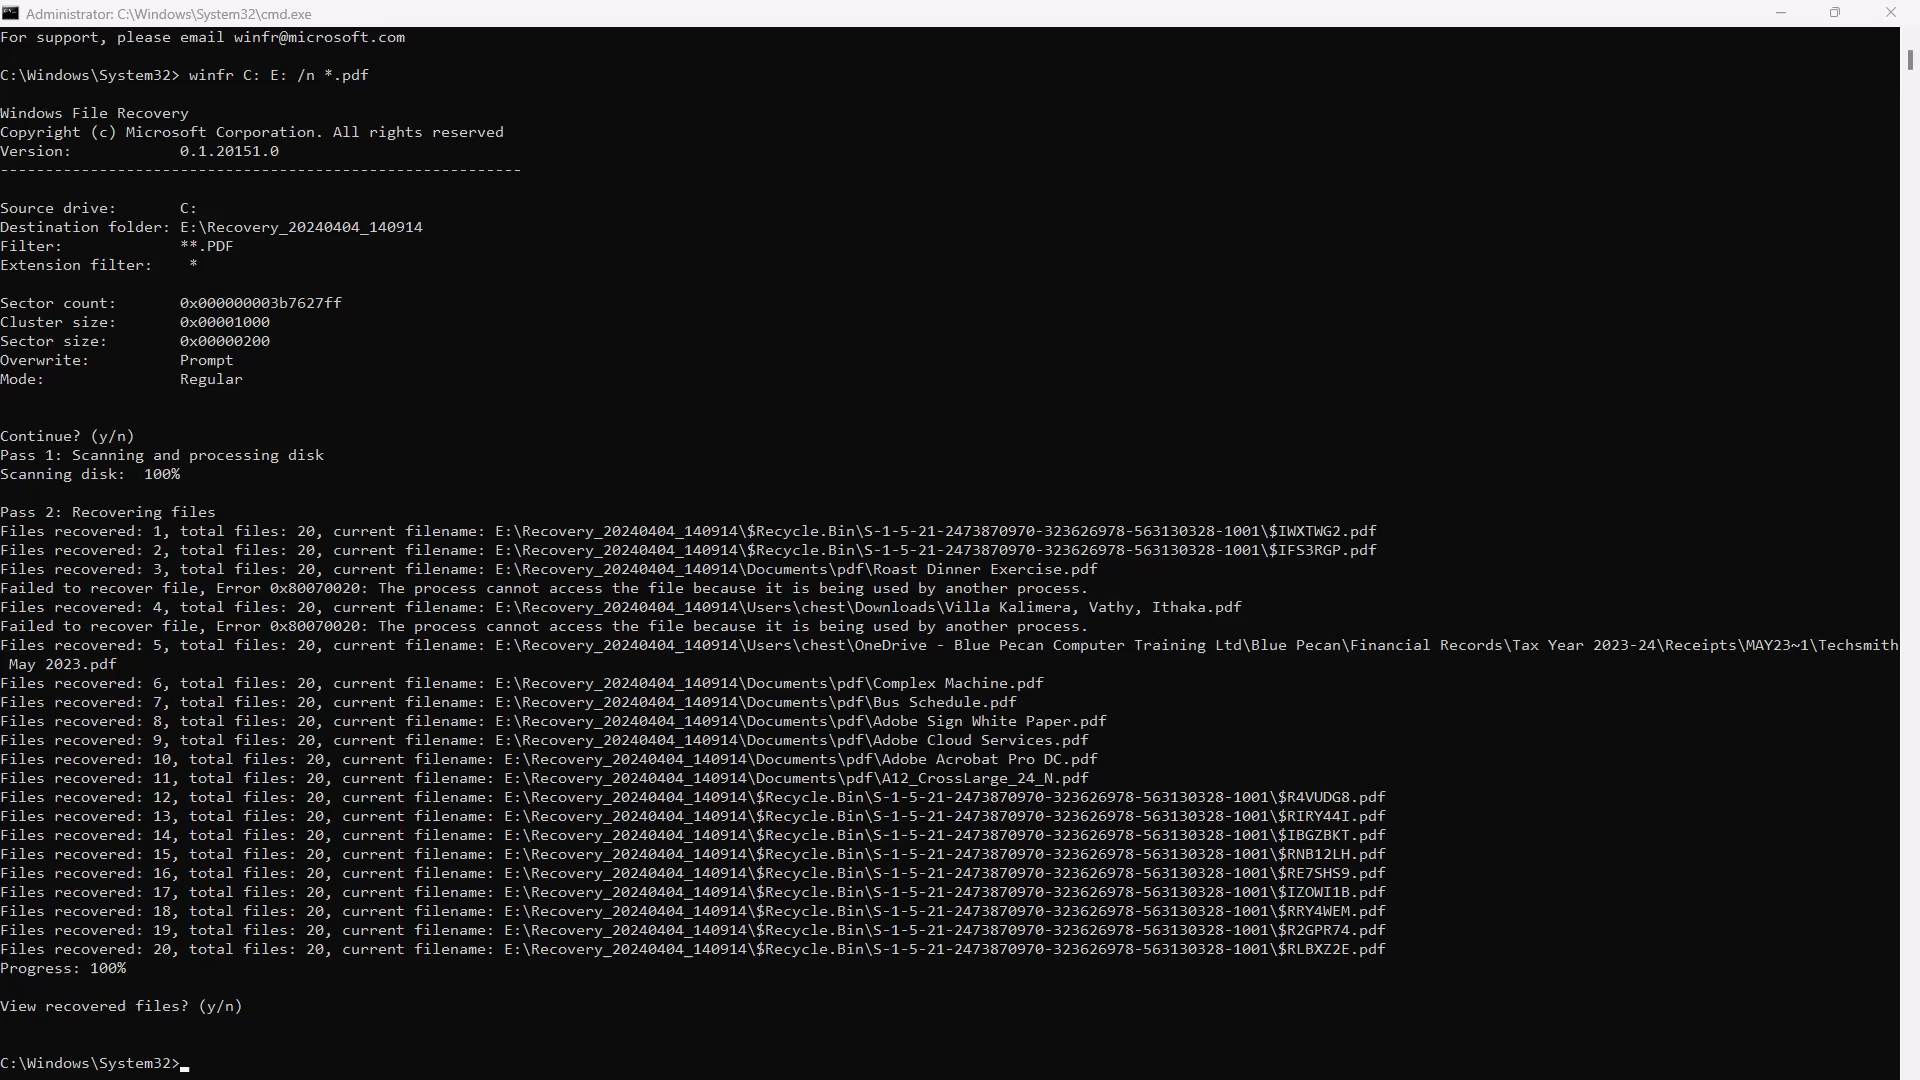 Administrator: C:\Windows\System32\cmd.exe
For support, please email winfr@microsoft.com
C:\Windows\System32> winfr C: E: /n *.pdf
Windows File Recovery
Copyright (c) Microsoft Corporation. All rights reserved
Version: 0.1.20151.0
----------------------------------------------------------
Source drive: C:
Destination folder: E:\Recovery_20240404_140914
Filter: **.PDF
Extension filter: *
Sector count: 0x000000003b7627ff
Cluster size: 0x00001000
Sector size: 0x00000200
Overwrite: Prompt
Mode: Regular
Continue? (y/n)
Pass 1: Scanning and processing disk
Scanning disk: 100%
Pass 2: Recovering files
Files recovered: 1, total files: 20, current filename: E:\Recovery_20240404_140914\$Recycle.Bin\S-1-5-21-2473870970-323626978-563130328-1001\$IWXTWG2.pdf
Files recovered: 2, total files: 20, current filename: E:\Recovery_20240404_140914\$Recycle.Bin\S-1-5-21-2473870970-323626978-563130328-1001\$IFS3RGP.pdf
Files recovered: 3, total files: 20, current filename: E:\Recovery_20240404_140914\Documents\pdf\Roast Dinner Exercise.pdf
Failed to recover file, Error 0x80070020: The process cannot access the file because it is being used by another process.
Files recovered: 4, total files: 20, current filename: E:\Recovery_20240404_140914\Users\chest\Downloads\Villa Kalimera, Vathy, Ithaka.pdf
Failed to recover file, Error 0x80070020: The process cannot access the file because it is being used by another process.
Files recovered: 5, total files: 20, current filename: E:\Recovery_20240404_140914\Users\chest\OneDrive - Blue Pecan Computer Training Ltd\Blue Pecan\Financial Records\Tax Year 2023-24\Receipts\MAY23~1\Techsmith
May 2023.pdf
Files recovered: 6, total files: 20, current filename: E:\Recovery_20240404_140914\Documents\pdf\Complex Machine.pdf
Files recovered: 7, total files: 20, current filename: E:\Recovery_20240404_140914\Documents\pdf\Bus Schedule.pdf
Files recovered: 8, total files: 20, current filename: E:\Recovery_20240404_140914\Documents\pdf\Adobe Sign White Paper.pdf
Files recovered: 9, total files: 20, current filename: E:\Recovery_20240404_140914\Documents\pdf\Adobe Cloud Services.pdf
Files recovered: 10, total files: 20, current filename: E:\Recovery_20240404_140914\Documents\pdf\Adobe Acrobat Pro DC.pdf
Files recovered: 11, total files: 20, current filename: E:\Recovery_20240404_140914\Documents\pdf\A12_CrossLarge_24_N.pdf
Files recovered: 12, total files: 20, current filename: E:\Recovery_20240404_140914\$Recycle.Bin\S-1-5-21-2473870970-323626978-563130328-1001\$R4VUDG8.pdf
Files recovered: 13, total files: 20, current filename: E:\Recovery_20240404_140914\$Recycle.Bin\S-1-5-21-2473870970-323626978-563130328-1001\$RIRY44I.pdf
Files recovered: 14, total files: 20, current filename: E:\Recovery_20240404_140914\$Recycle.Bin\S-1-5-21-2473870970-323626978-563130328-1001\$IBGZBKT.pdf
Files recovered: 15, total files: 20, current filename: E:\Recovery_20240404_140914\$Recycle.Bin\S-1-5-21-2473870970-323626978-563130328-1001\$RNB12LH.pdf
Files recovered: 16, total files: 20, current filename: E:\Recovery_20240404_140914\$Recycle.Bin\S-1-5-21-2473870970-323626978-563130328-1001\$RE7SHS9.pdf
Files recovered: 17, total files: 20, current filename: E:\Recovery_20240404_140914\$Recycle.Bin\S-1-5-21-2473870970-323626978-563130328-1001\$IZOWI1B.pdf
Files recovered: 18, total files: 20, current filename: E:\Recovery_20240404_140914\$Recycle.Bin\S-1-5-21-2473870970-323626978-563130328-1001\$RRY4WEM.pdf
Files recovered: 19, total files: 20, current filename: E:\Recovery_20240404_140914\$Recycle.Bin\S-1-5-21-2473870970-323626978-563130328-1001\$R2GPR74.pdf
Files recovered: 20, total files: 20, current filename: E:\Recovery_20240404_140914\$Recycle.Bin\S-1-5-21-2473870970-323626978-563130328-1001\$RLBXZ2E.pdf
Progress: 100%
View recovered files? (y/n)
C:\Windows\System32>